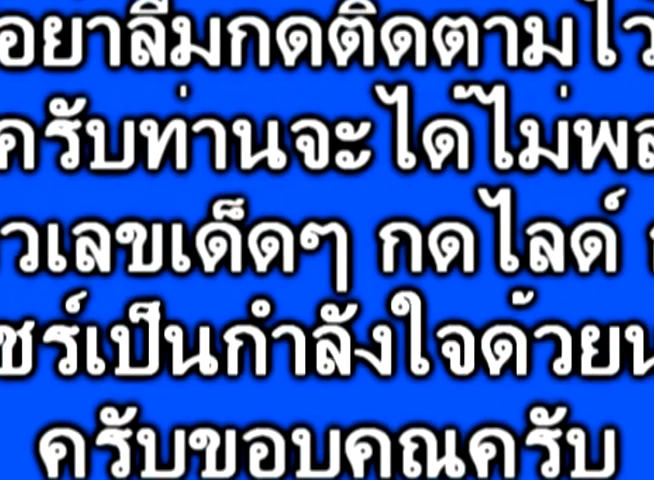 อย่าลืมกดติดตามไว้
ครับท่านจะได้ไม่พล
วเลขเด็ดๆ กดไลด์
ชร์เป็นกำลังใจด้วยน
ครับขอบคุณครับ